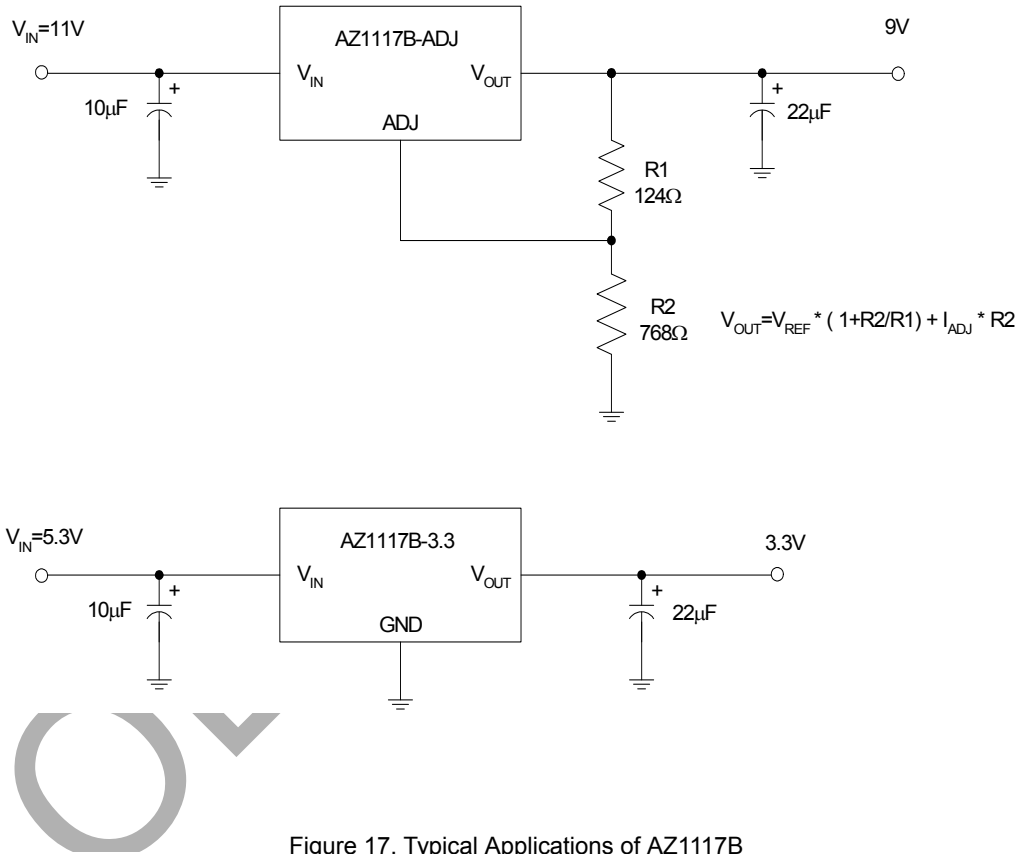 V_IN=11V
AZ1117B-ADJ
9V
V_IN
V_OUT
10μF
+
ADJ
+
22μF
R1
124Ω
R2
768Ω
V_OUT=V_REF * ( 1+R2/R1) + I_ADJ * R2
V_IN=5.3V
AZ1117B-3.3
3.3V
V_IN
V_OUT
10μF
+
GND
+
22μF
Figure 17. Typical Applications of AZ1117B